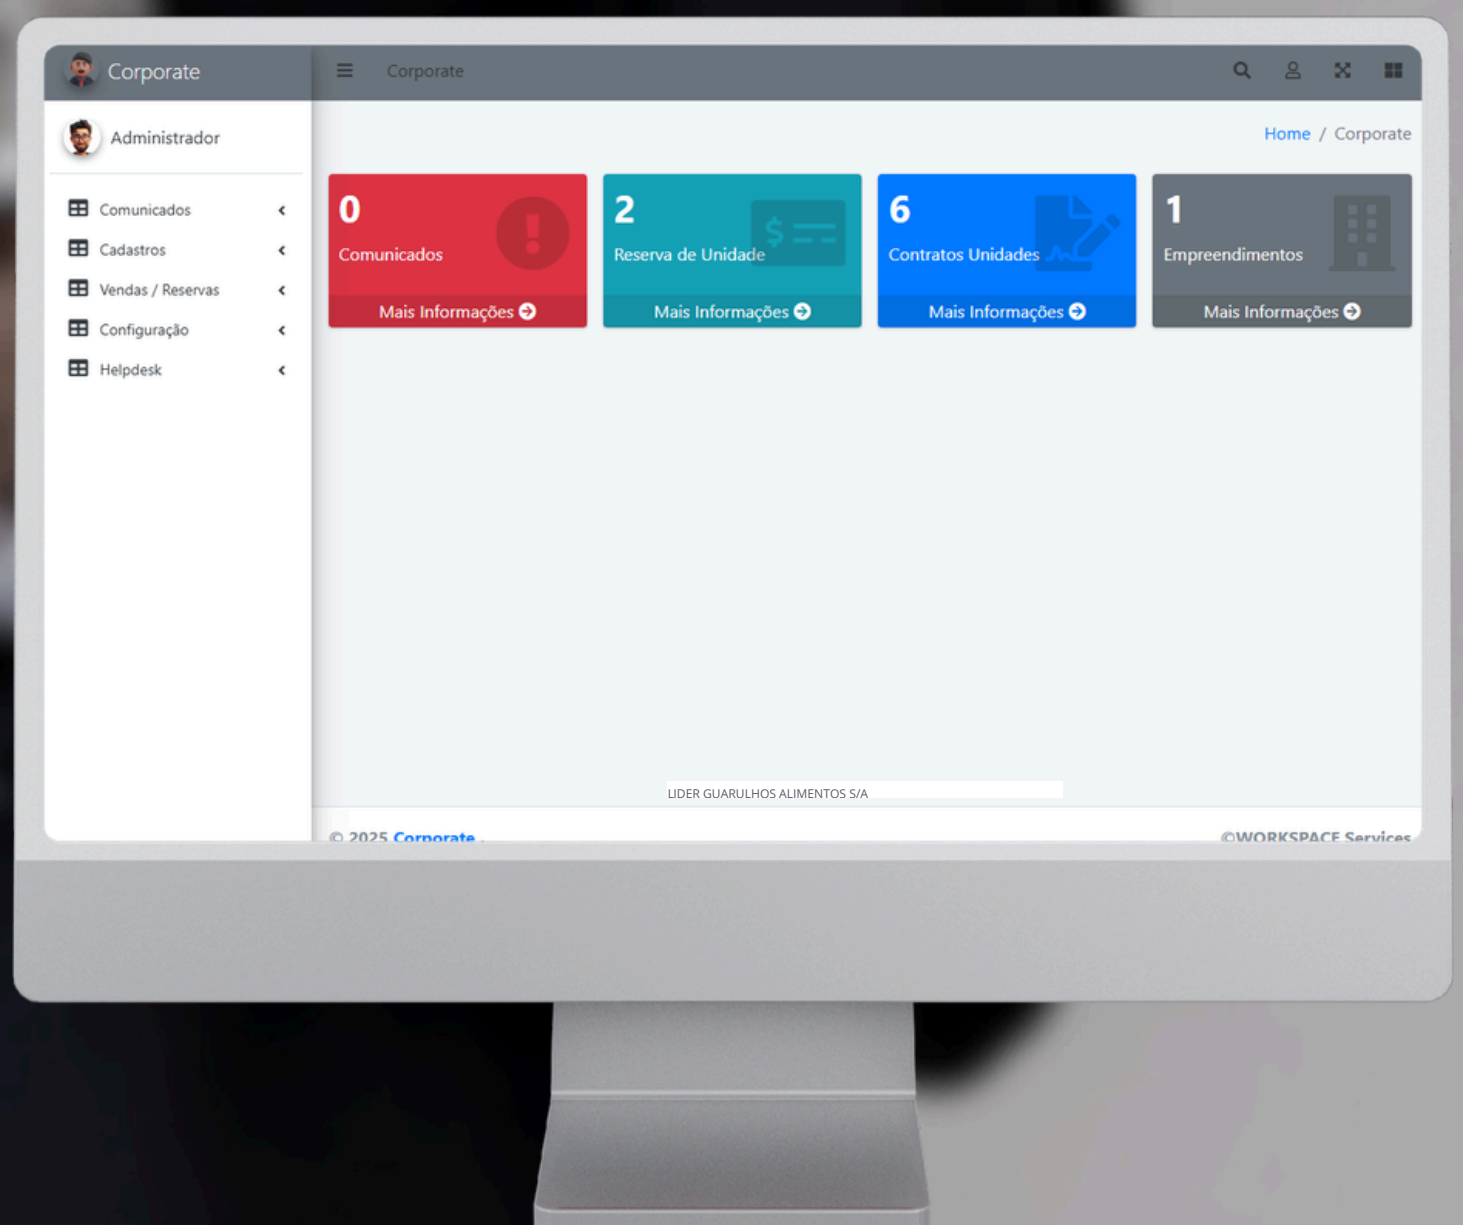 Corporate
Corporate
Home / Corporate
Administrador
Comunicados
Cadastros
Vendas / Reservas
Configuração
Helpdesk
0
Comunicados
Mais Informações
2
Reserva de Unidade
Mais Informações
6
Contratos Unidades
Mais Informações
1
Empreendimentos
Mais Informações
LIDER GUARULHOS ALIMENTOS S/A
© 2025 Corporate .
©WORKSPACE Services